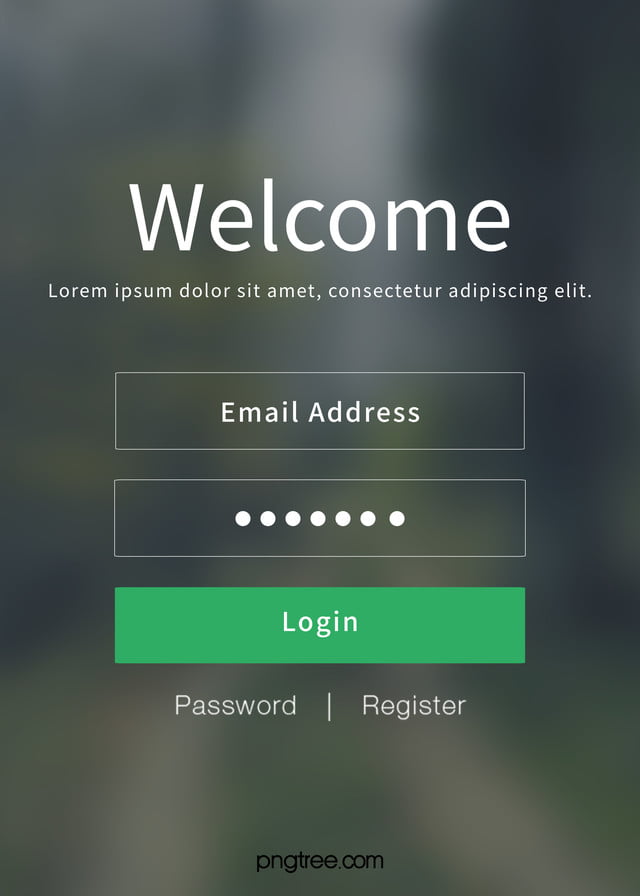 Welcome
Lorem ipsum dolor sit amet, consectetur adipiscing elit.
Email Address
●●●●●●●
Login
Password | Register
pngtree.com